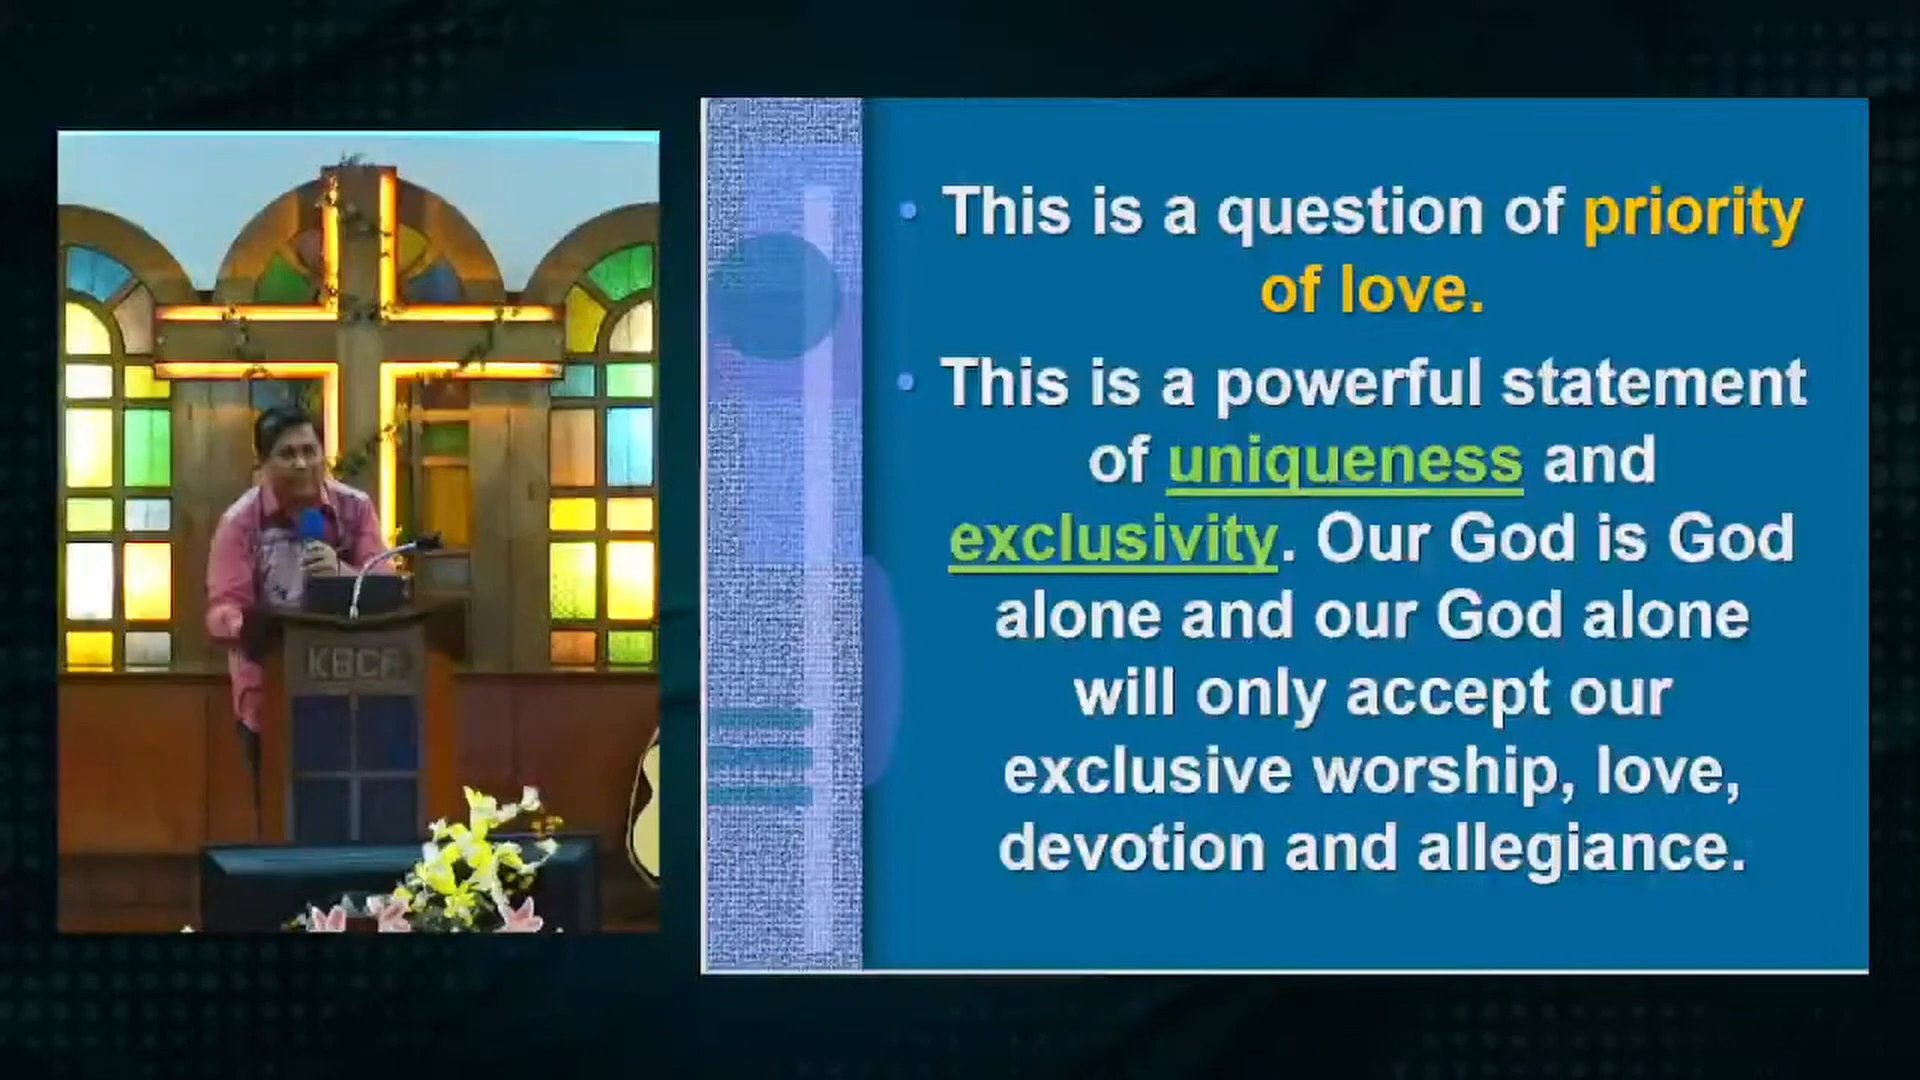 KBCF
This is a question of priority
of love.
This is a powerful statement
of uniqueness and
exclusivity. Our God is God
alone and our God alone
will only accept our
exclusive worship, love,
devotion and allegiance.